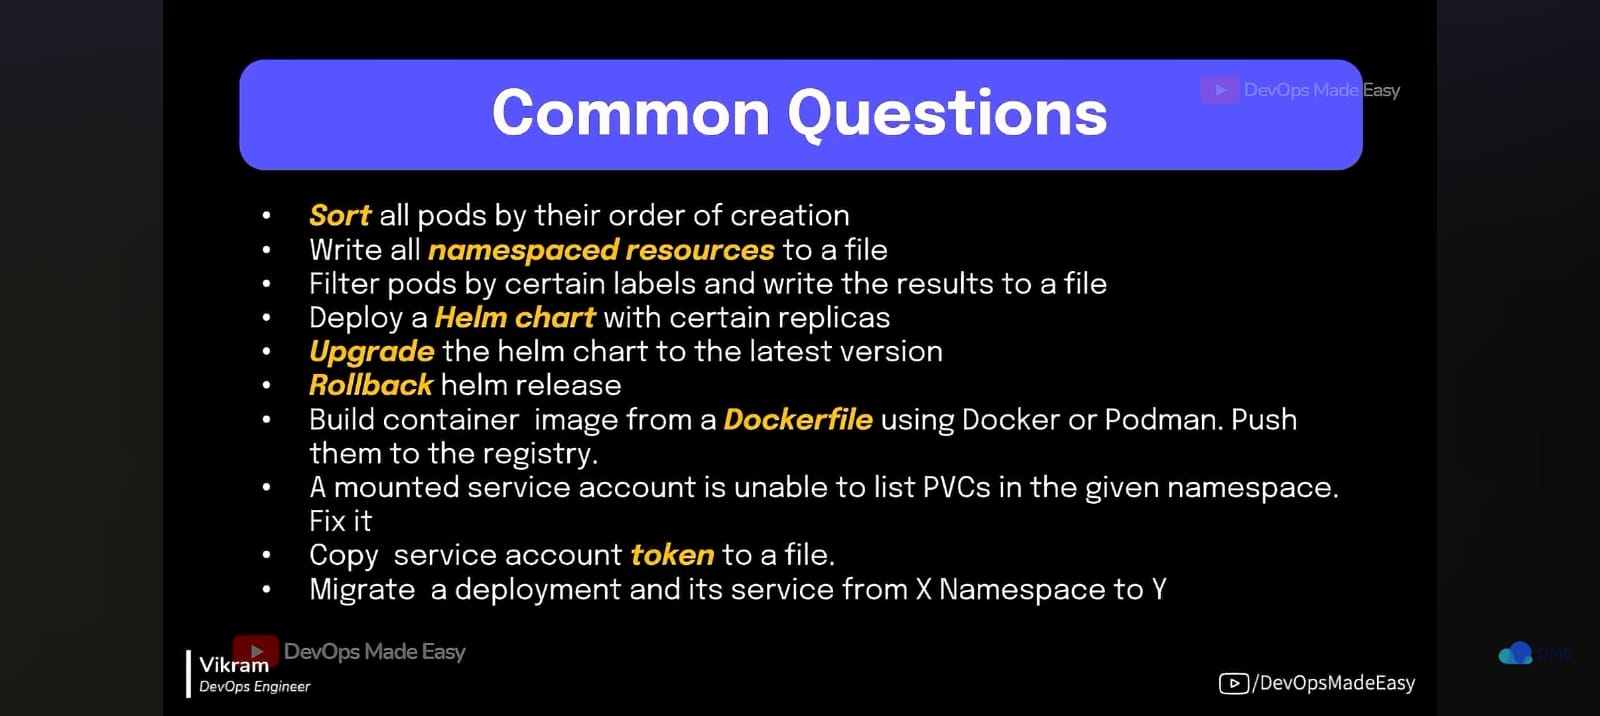 DevOps Made Easy
Common Questions
• Sort all pods by their order of creation
• Write all namespaced resources to a file
• Filter pods by certain labels and write the results to a file
• Deploy a Helm chart with certain replicas
• Upgrade the helm chart to the latest version
• Rollback helm release
• Build container  image from a Dockerfile using Docker or Podman. Push
them to the registry.
• A mounted service account is unable to list PVCs in the given namespace.
Fix it
• Copy  service account token to a file.
• Migrate  a deployment and its service from X Namespace to Y
DevOps Made Easy
Vikram
DevOps Engineer
DME
/DevOpsMadeEasy